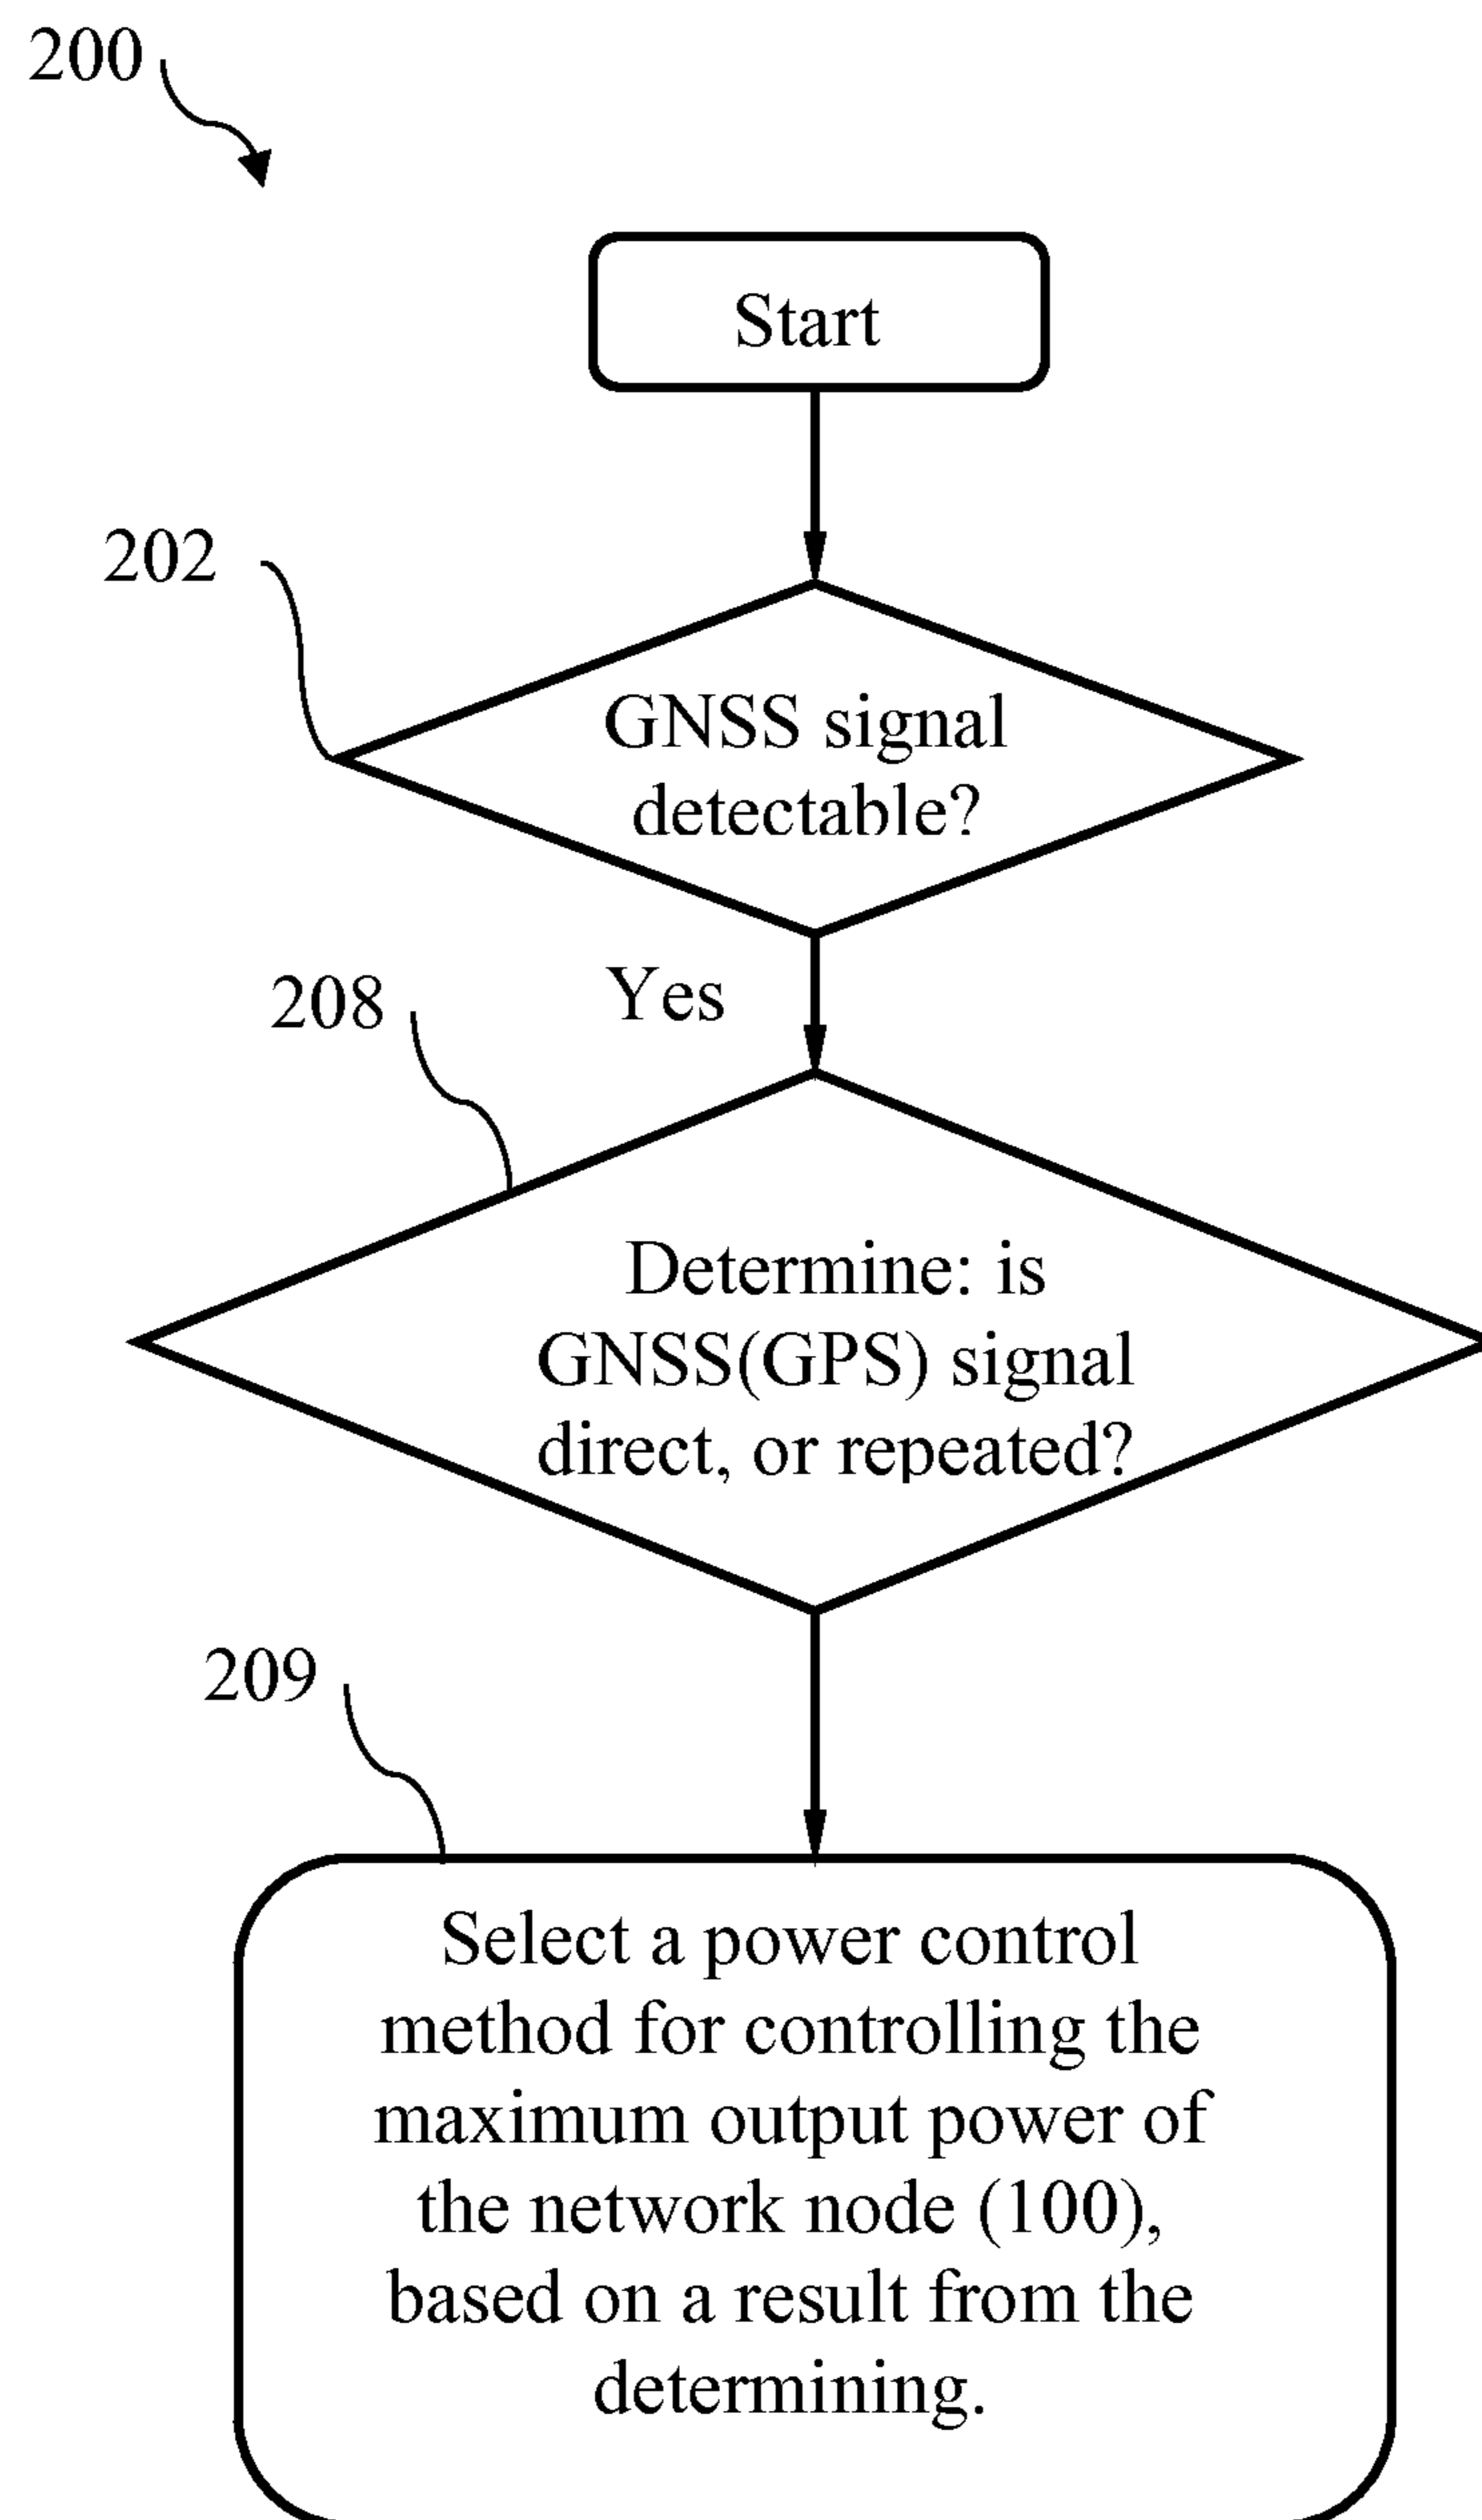 200
Start
202
GNSS signal
detectable?
208
Yes
Determine: is
GNSS(GPS) signal
direct, or repeated?
209
Select a power control
method for controlling the
maximum output power of
the network node (100),
based on a result from the
determining.